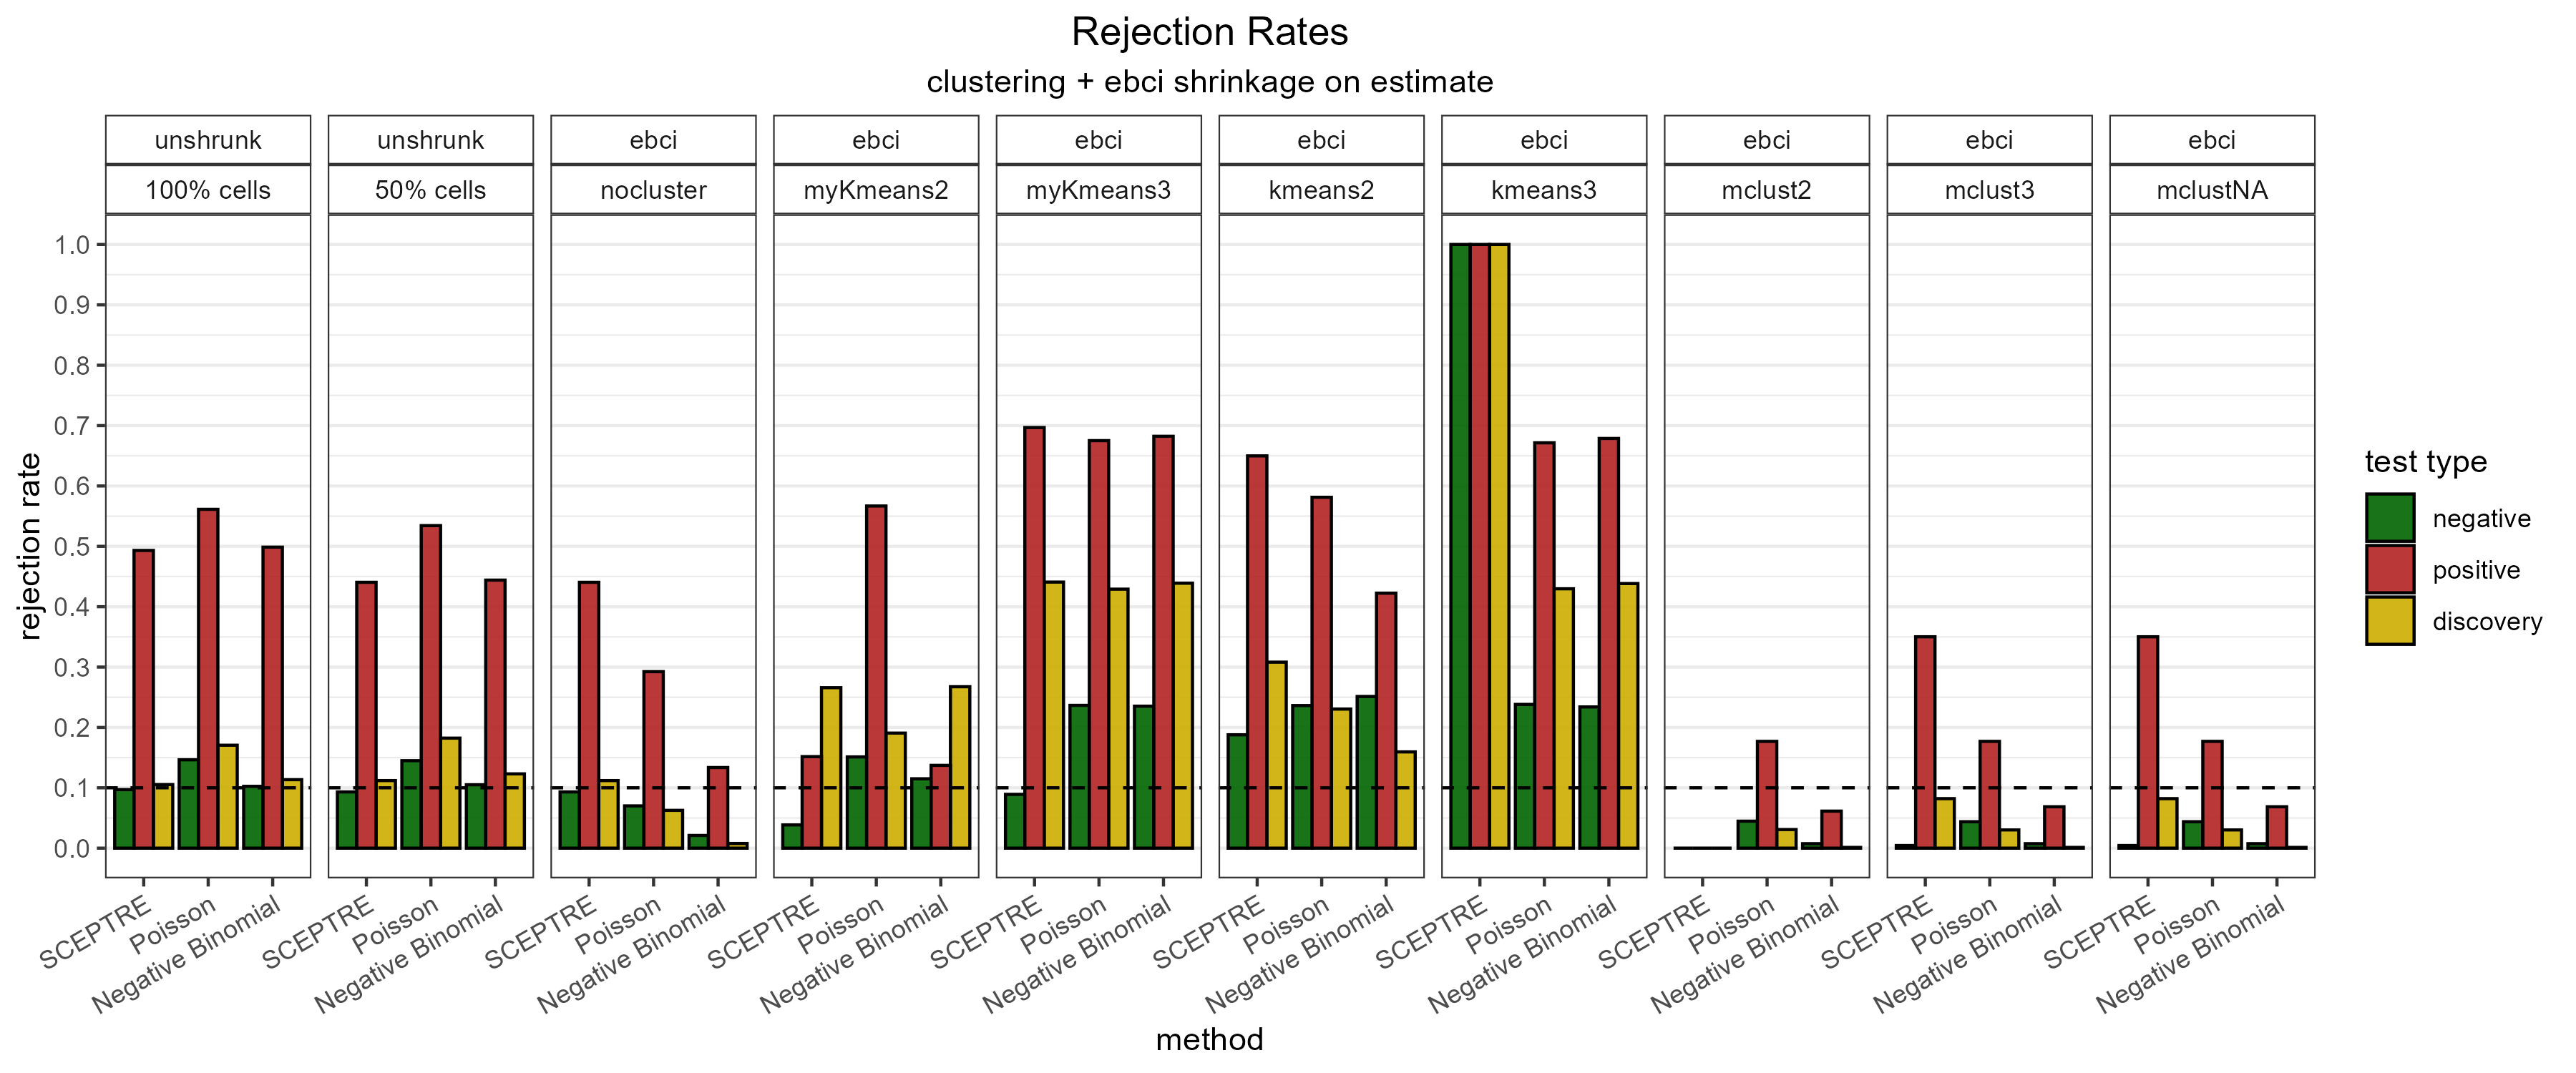 Rejection Rates
clustering + ebci shrinkage on estimate
unshrunk unshrunk ebci ebci ebci ebci ebci ebci ebci ebci
100% cells 50% cells nocluster myKmeans2 myKmeans3 kmeans2 kmeans3 mclust2 mclust3 mclustNA
rejection rate
1.0
0.9
0.8
0.7
0.6
0.5
0.4
0.3
0.2
0.1
0.0
SCEPTRE Poisson Negative Binomial SCEPTRE Poisson Negative Binomial SCEPTRE Poisson Negative Binomial SCEPTRE Poisson Negative Binomial SCEPTRE Poisson Negative Binomial SCEPTRE Poisson Negative Binomial SCEPTRE Poisson Negative Binomial SCEPTRE Poisson Negative Binomial SCEPTRE Poisson Negative Binomial SCEPTRE Poisson Negative Binomial
method
test type
negative
positive
discovery